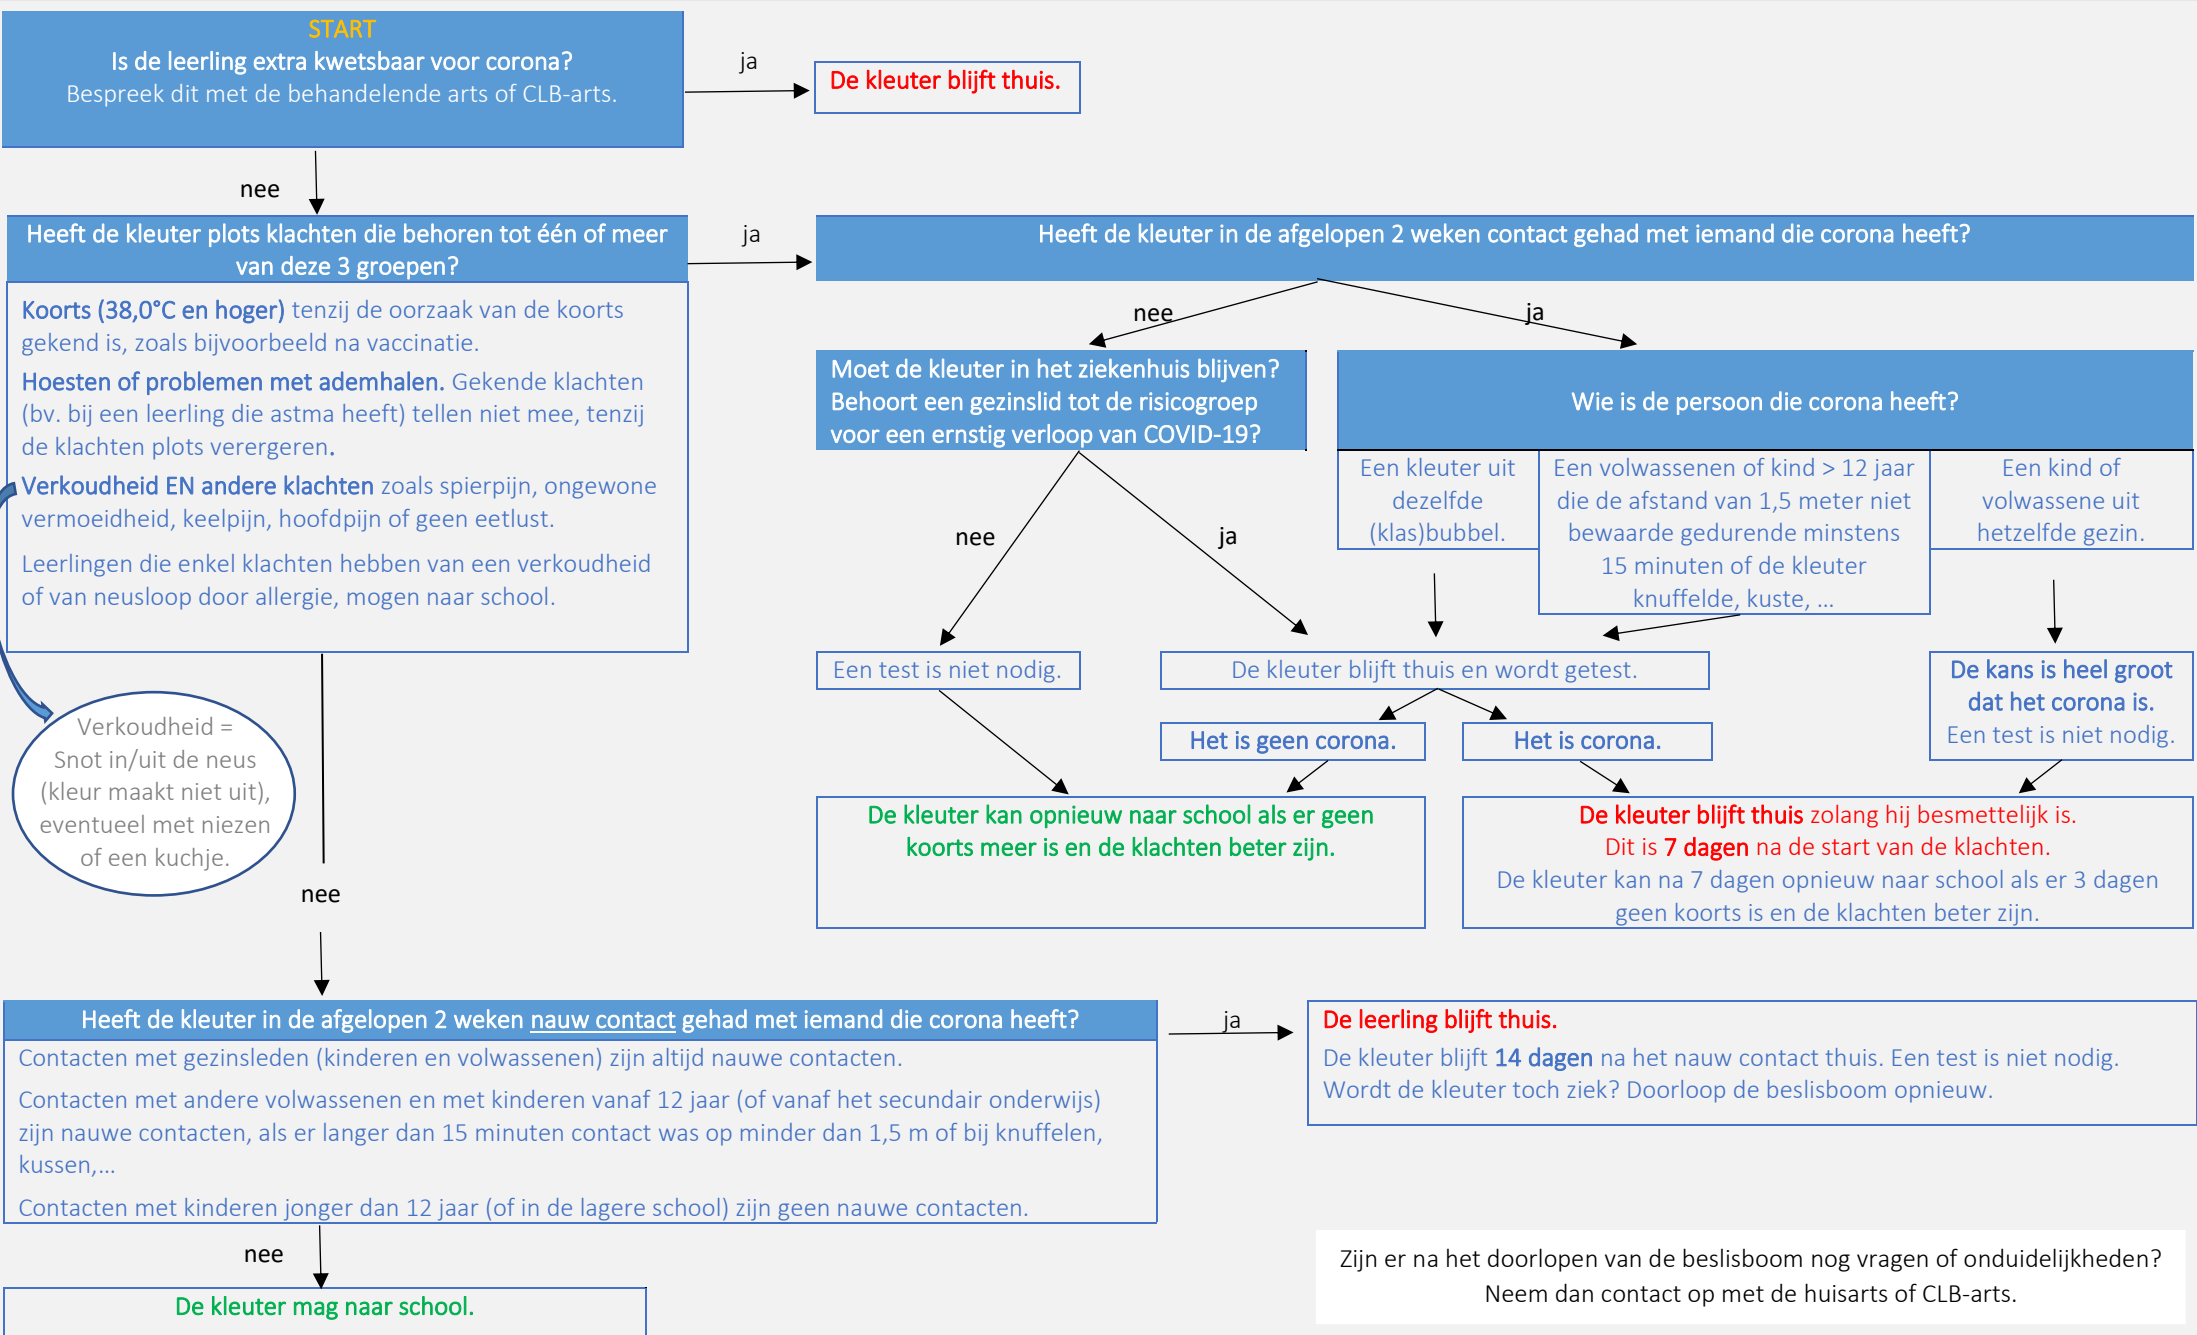 START
Is de leerling extra kwetsbaar voor corona?
Bespreek dit met de behandelende arts of CLB-arts.
ja
De kleuter blijft thuis.
nee
Heeft de kleuter plots klachten die behoren tot één of meer
van deze 3 groepen?
Koorts (38,0°C en hoger) tenzij de oorzaak van de koorts
gekend is, zoals bijvoorbeeld na vaccinatie.
Hoesten of problemen met ademhalen. Gekende klachten
(bv. bij een leerling die astma heeft) tellen niet mee, tenzij
de klachten plots verergeren.
Verkoudheid EN andere klachten zoals spierpijn, ongewone
vermoeidheid, keelpijn, hoofdpijn of geen eetlust.
Leerlingen die enkel klachten hebben van een verkoudheid
of van neusloop door allergie, mogen naar school.
Verkoudheid =
Snot in/uit de neus
(kleur maakt niet uit),
eventueel met niezen
of een kuchje.
ja
Heeft de kleuter in de afgelopen 2 weken contact gehad met iemand die corona heeft?
nee
ja
Moet de kleuter in het ziekenhuis blijven?
Behoort een gezinslid tot de risicogroep
voor een ernstig verloop van COVID-19?
Wie is de persoon die corona heeft?
Een kleuter uit
dezelfde
(klas)bubbel.
Een volwassenen of kind > 12 jaar
die de afstand van 1,5 meter niet
bewaarde gedurende minstens
15 minuten of de kleuter
knuffelde, kuste, …
Een kind of
volwassene uit
hetzelfde gezin.
nee
ja
Een test is niet nodig.
De kleuter blijft thuis en wordt getest.
De kans is heel groot
dat het corona is.
Een test is niet nodig.
Het is geen corona.
Het is corona.
De kleuter kan opnieuw naar school als er geen
koorts meer is en de klachten beter zijn.
De kleuter blijft thuis zolang hij besmettelijk is.
Dit is 7 dagen na de start van de klachten.
De kleuter kan na 7 dagen opnieuw naar school als er 3 dagen
geen koorts is en de klachten beter zijn.
nee
Heeft de kleuter in de afgelopen 2 weken nauw contact gehad met iemand die corona heeft?
Contacten met gezinsleden (kinderen en volwassenen) zijn altijd nauwe contacten.
Contacten met andere volwassenen en met kinderen vanaf 12 jaar (of vanaf het secundair onderwijs)
zijn nauwe contacten, als er langer dan 15 minuten contact was op minder dan 1,5 m of bij knuffelen,
kussen,…
Contacten met kinderen jonger dan 12 jaar (of in de lagere school) zijn geen nauwe contacten.
ja
De leerling blijft thuis.
De kleuter blijft 14 dagen na het nauw contact thuis. Een test is niet nodig.
Wordt de kleuter toch ziek? Doorloop de beslisboom opnieuw.
nee
De kleuter mag naar school.
Zijn er na het doorlopen van de beslisboom nog vragen of onduidelijkheden?
Neem dan contact op met de huisarts of CLB-arts.